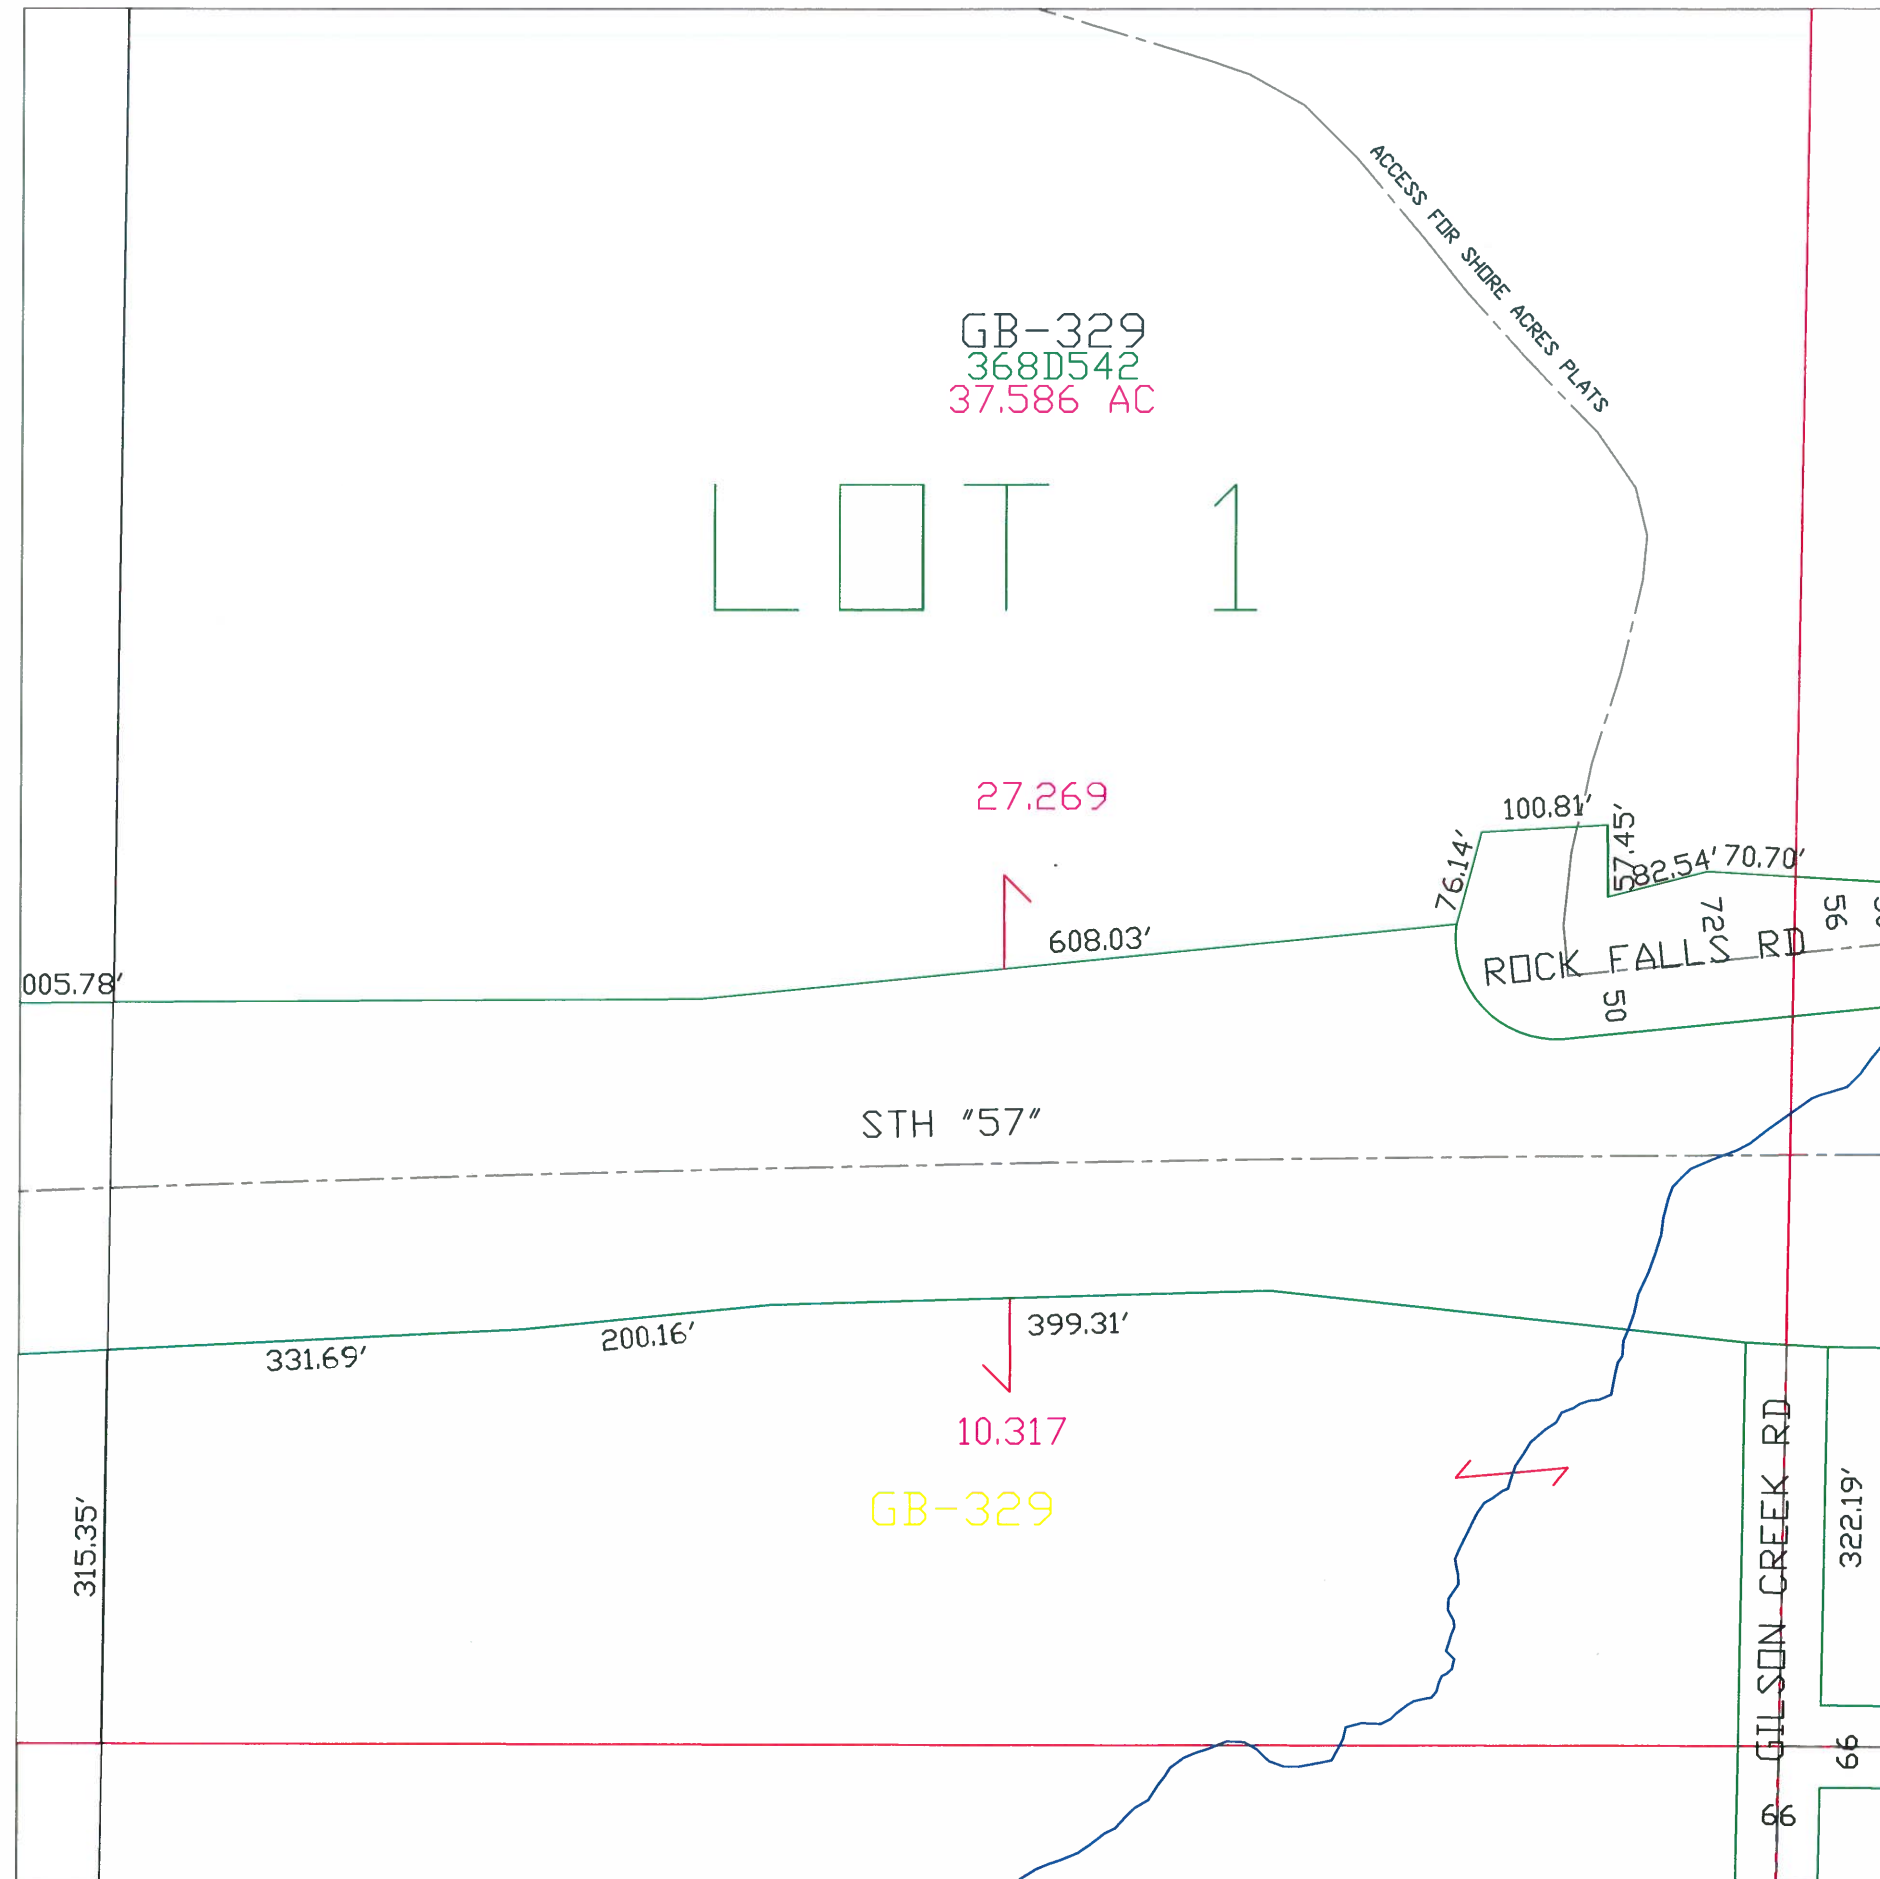 ACCESS FOR SHORE ACRES PLATS
GB-329
368D542
37.586 AC
LOT 1
27.269
100.81'
57.45'
76.14'
82.54'
70.70'
72
56
608.03'
ROCK FALLS RD
50
005.78'
STH "57"
331.69'
200.16'
399.31'
10.317
GB-329
315.35'
GILSON CREEK RD
322.19'
66
66